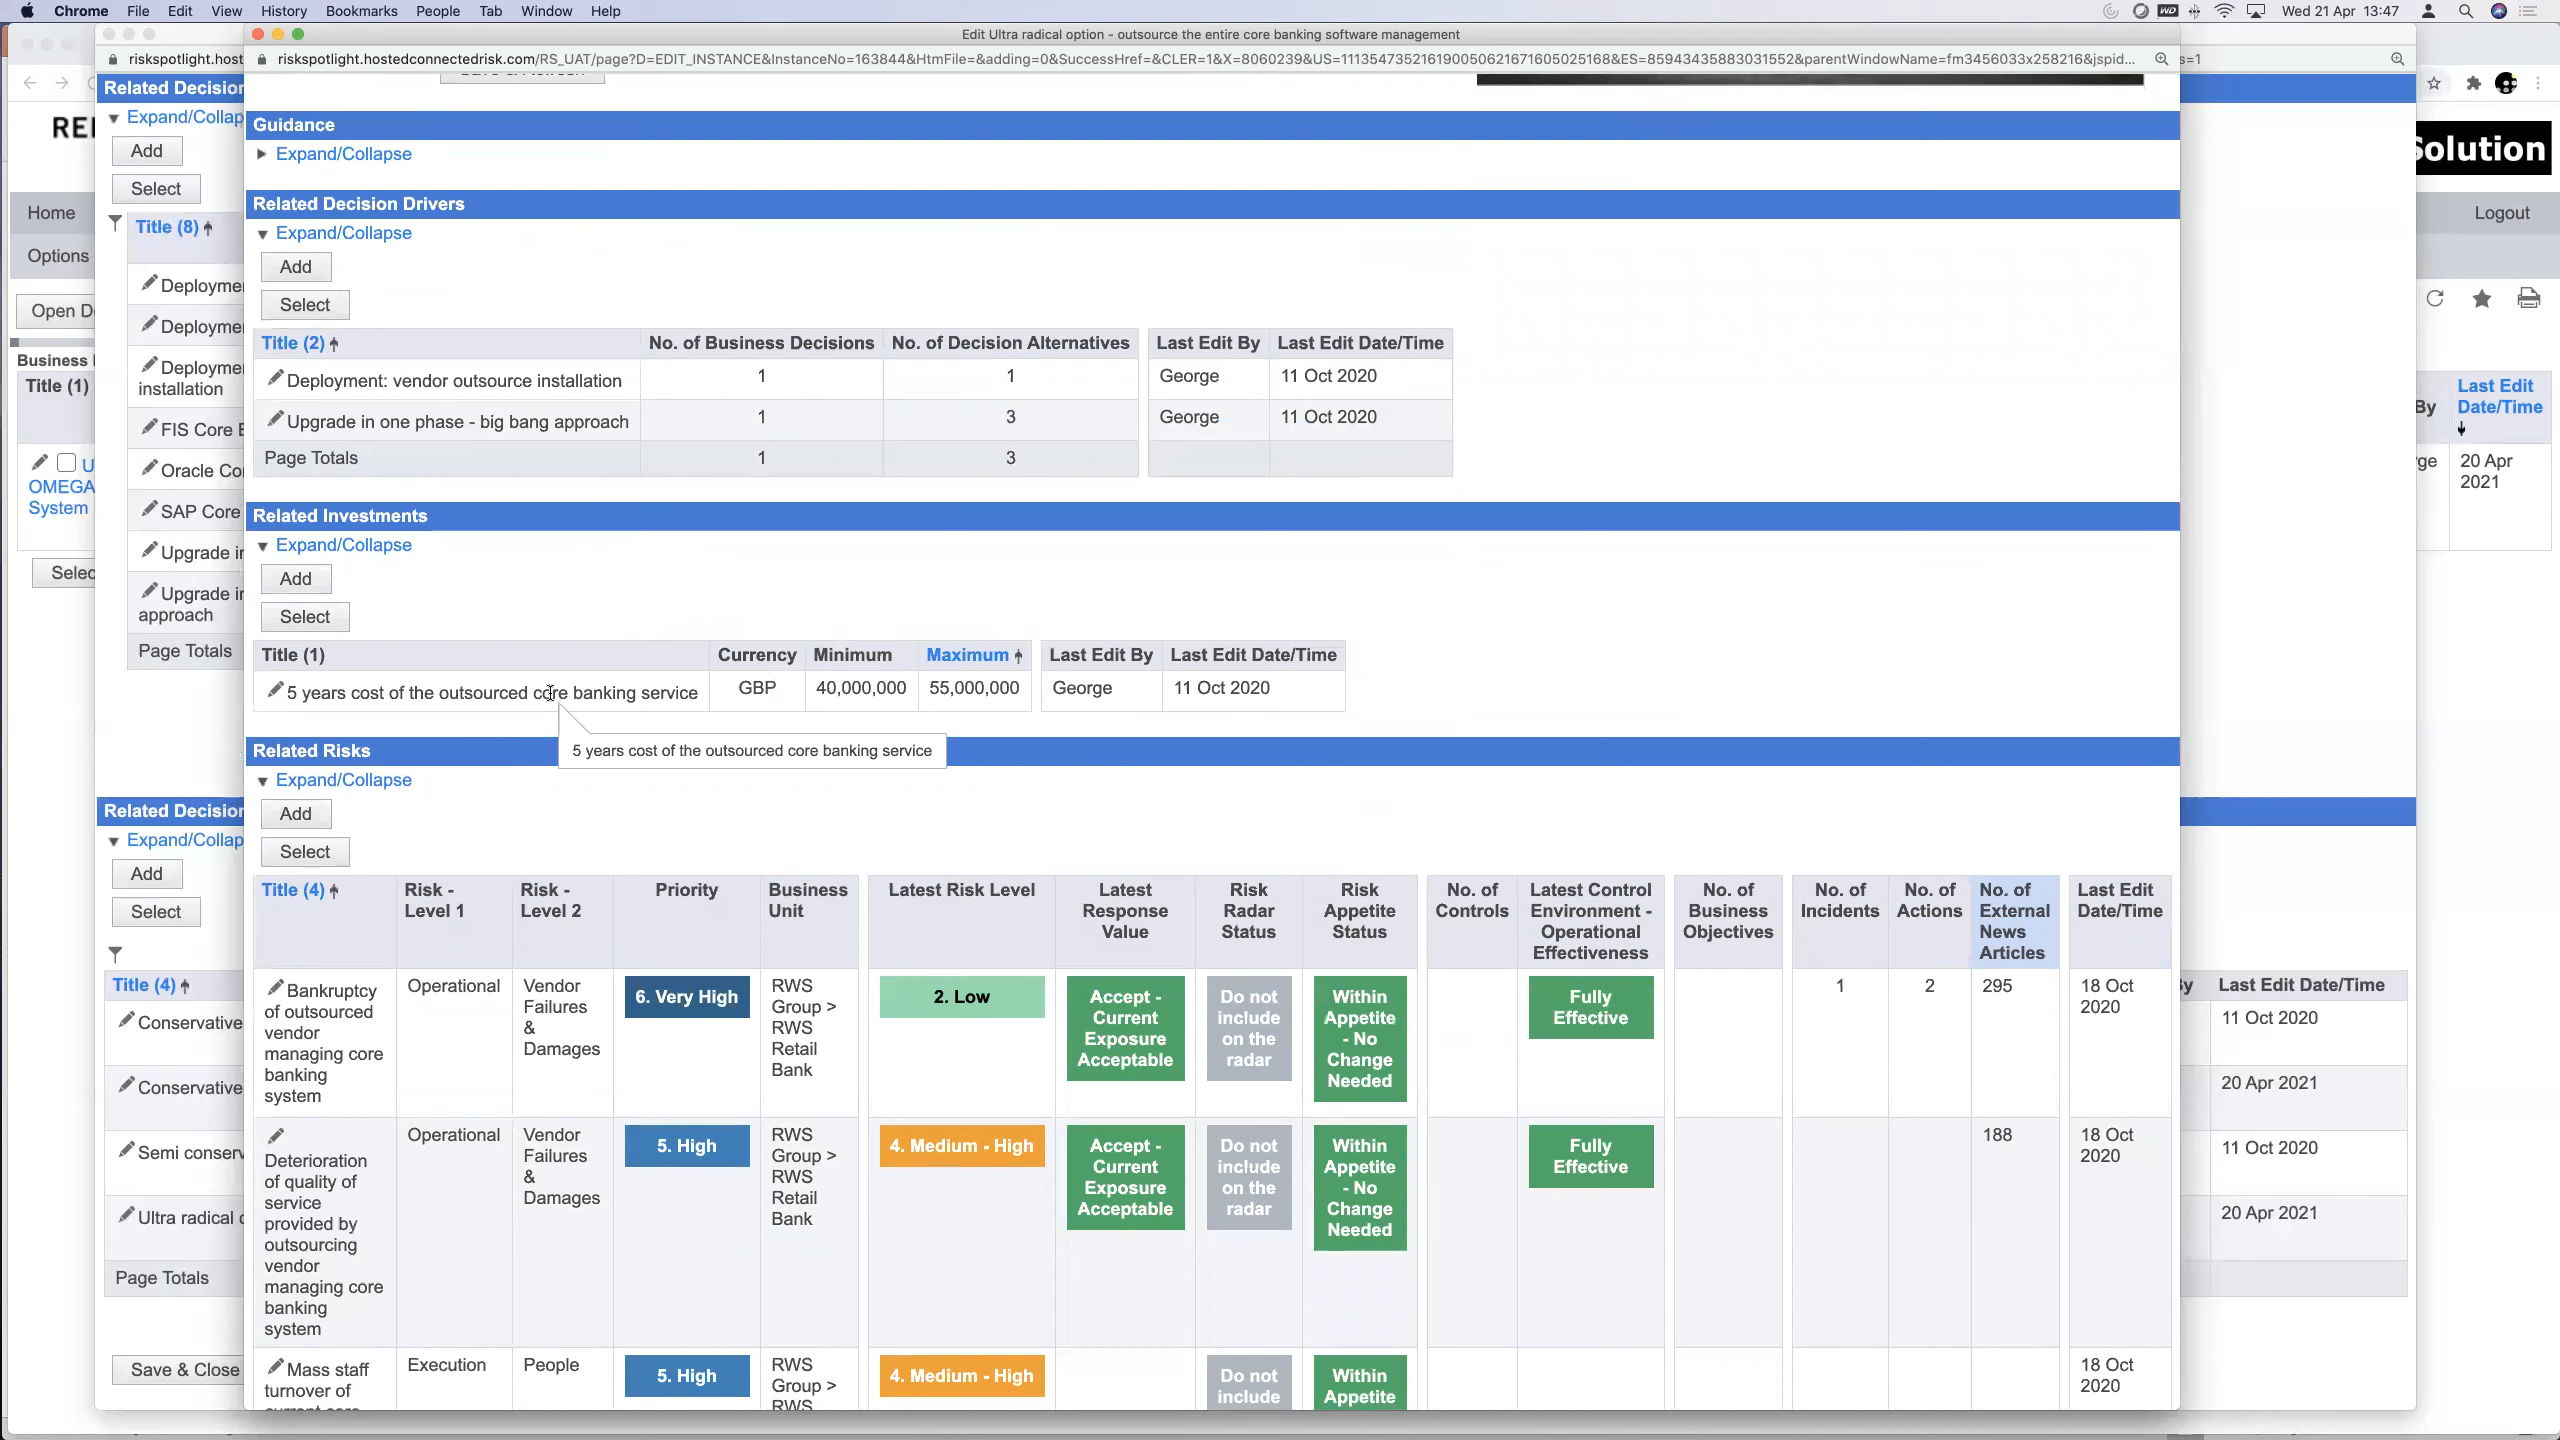 Chrome File Edit View History Bookmarks People Tab Window Help
WD Wed 21 Apr 13:47
Edit Ultra radical option - outsource the entire core banking software management
riskspotlight.host
riskspotlight.hostedconnectedrisk.com/RS_UAT/page?D=EDIT_INSTANCE&InstanceNo=163844&HtmFile=&adding=0&SuccessHref=&CLER=1&X=8060239&US=111354735216190050621671605025168&ES=85943435883031552&parentWindowName=fm3456033x258216&jspid...
s=1
Related Decision
Expand/Collap
Add
Select
Title (8)
Deployme
Deployme
Deploymen
installation
FIS Core E
Oracle Co
SAP Core
Upgrade in
Upgrade in
approach
Page Totals
Related Decision
Expand/Collap
Add
Select
Title (4)
Conservative
Conservative
Semi conserv
Ultra radical o
Page Totals
Save & Close
Home
Options
Open D
Business
Title (1)
U
OMEGA
System
Selec
Guidance
Expand/Collapse
Related Decision Drivers
Expand/Collapse
Add
Select
Title (2) No. of Business Decisions No. of Decision Alternatives Last Edit By Last Edit Date/Time
Deployment: vendor outsource installation 1 1 George 11 Oct 2020
Upgrade in one phase - big bang approach 1 3 George 11 Oct 2020
Page Totals 1 3
Related Investments
Expand/Collapse
Add
Select
Title (1) Currency Minimum Maximum Last Edit By Last Edit Date/Time
5 years cost of the outsourced core banking service GBP 40,000,000 55,000,000 George 11 Oct 2020
5 years cost of the outsourced core banking service
Related Risks
Expand/Collapse
Add
Select
Title (4)
Risk -
Level 1
Risk -
Level 2
Priority
Business
Unit
Latest Risk Level
Latest
Response
Value
Risk
Radar
Status
Risk
Appetite
Status
No. of
Controls
Latest Control
Environment -
Operational
Effectiveness
No. of
Business
Objectives
No. of
Incidents
No. of
Actions
No. of
External
News
Articles
Last Edit
Date/Time
Bankruptcy
of outsourced
vendor
managing core
banking
system
Operational
Vendor
Failures
&
Damages
6. Very High
RWS
Group >
RWS
Retail
Bank
2. Low
Accept -
Current
Exposure
Acceptable
Do not
include
on the
radar
Within
Appetite
- No
Change
Needed
Fully
Effective
1
2
295
18 Oct
2020
Deterioration
of quality of
service
provided by
outsourcing
vendor
managing core
banking
system
Operational
Vendor
Failures
&
Damages
5. High
RWS
Group >
RWS
Retail
Bank
4. Medium - High
Accept -
Current
Exposure
Acceptable
Do not
include
on the
radar
Within
Appetite
- No
Change
Needed
Fully
Effective
188
18 Oct
2020
Mass staff
turnover of
Execution
People
5. High
RWS
Group >
RWS
4. Medium - High
Do not
include
Within
Appetite
18 Oct
2020
Solution
Logout
By
Last Edit
Date/Time
rge
20 Apr
2021
By Last Edit Date/Time
11 Oct 2020
20 Apr 2021
11 Oct 2020
20 Apr 2021